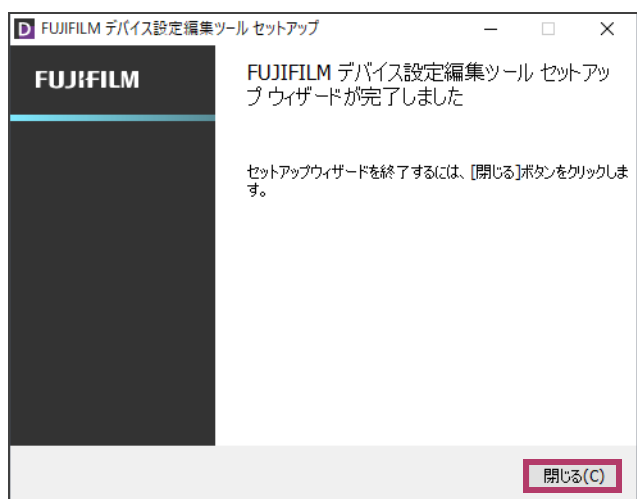 D FUJIFILM デバイス設定編集ツール セットアップ
FUJIFILM
FUJIFILM デバイス設定編集ツール セットアッ
プ ウィザードが完了しました
セットアップウィザードを終了するには、[閉じる]ボタンをクリックしま
す。
閉じる(C)